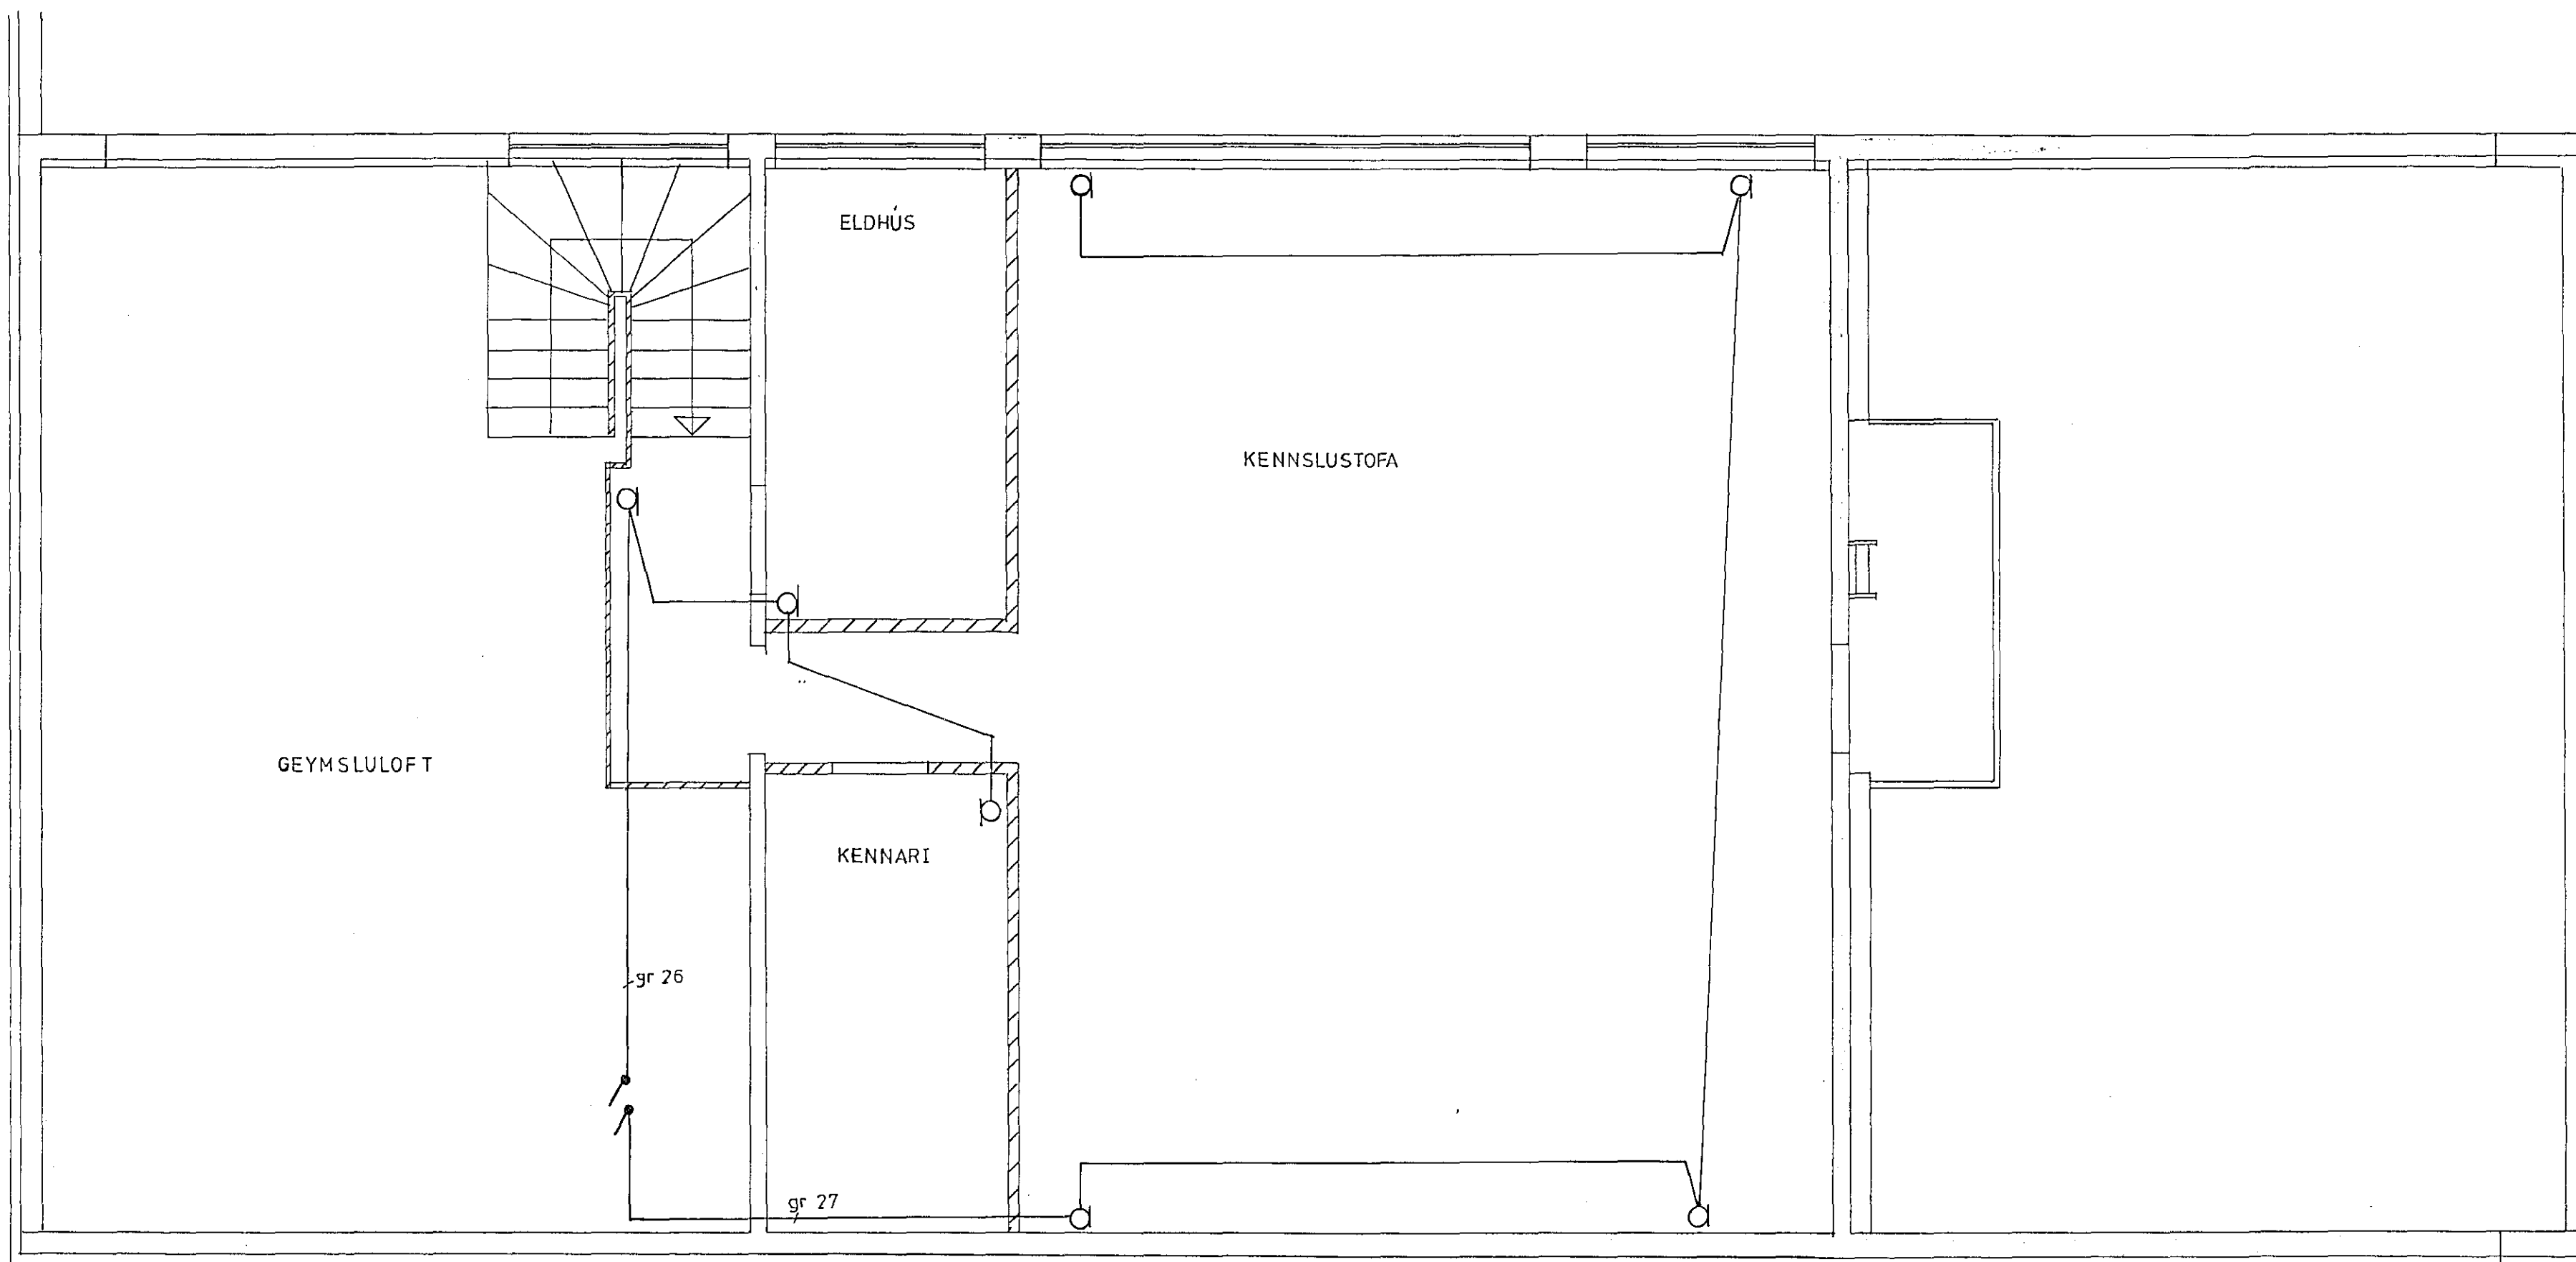 ELDHÚS
KENNSLUSTOFA
GEYMSLULOFT
KENNARI
gr 26
gr 27